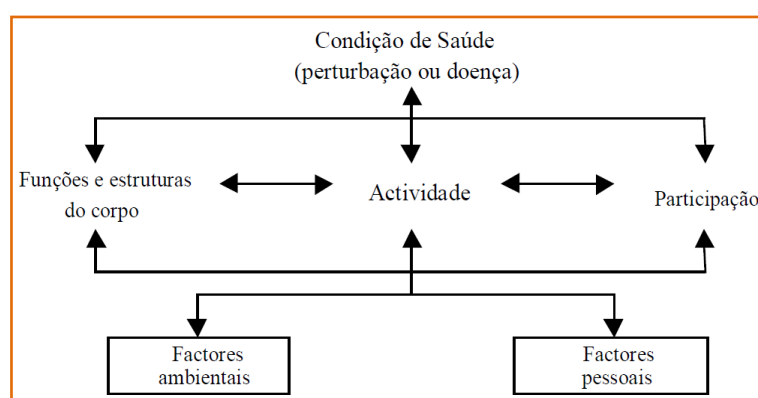 Condição de Saúde
(perturbação ou doença)
Funções e estruturas
do corpo
Actividade
Participação
Factores
ambientais
Factores
pessoais